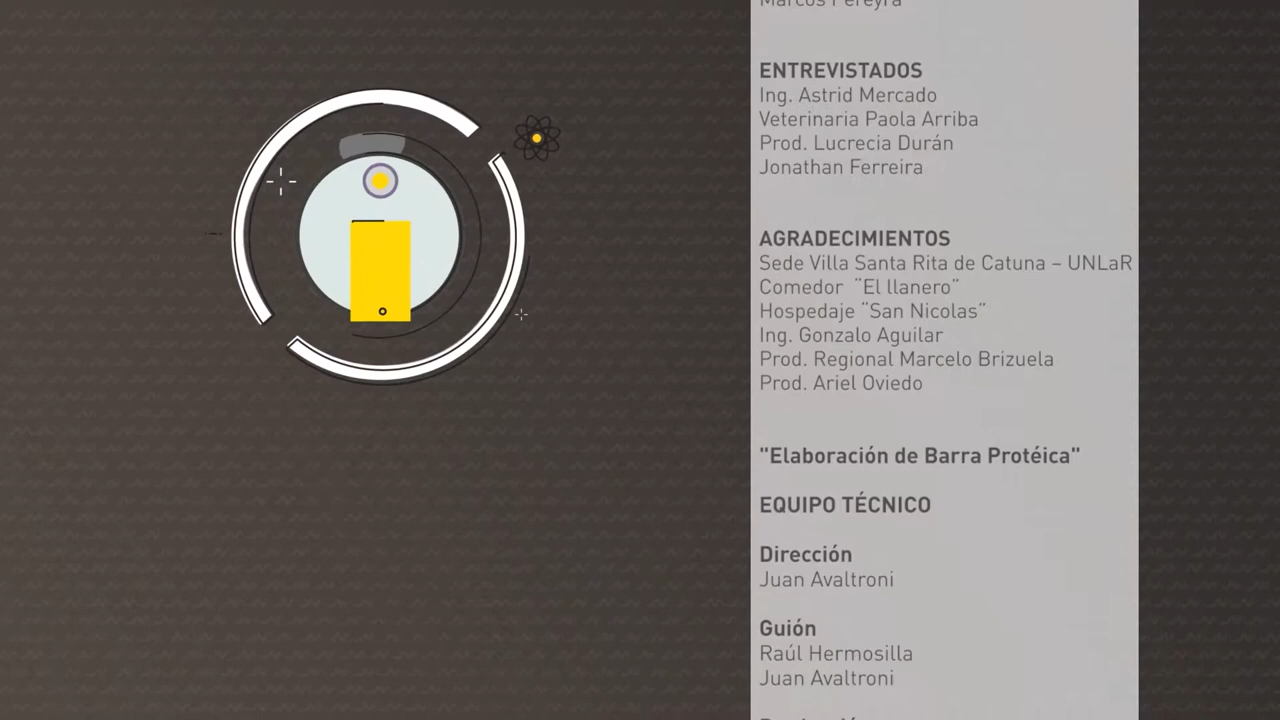 Marcos Pereyra
ENTREVISTADOS
Ing. Astrid Mercado
Veterinaria Paola Arriba
Prod. Lucrecia Durán
Jonathan Ferreira
AGRADECIMIENTOS
Sede Villa Santa Rita de Catuna – UNLaR
Comedor "El llanero"
Hospedaje "San Nicolas"
Ing. Gonzalo Aguilar
Prod. Regional Marcelo Brizuela
Prod. Ariel Oviedo
"Elaboración de Barra Protéica"
EQUIPO TÉCNICO
Dirección
Juan Avaltroni
Guión
Raúl Hermosilla
Juan Avaltroni